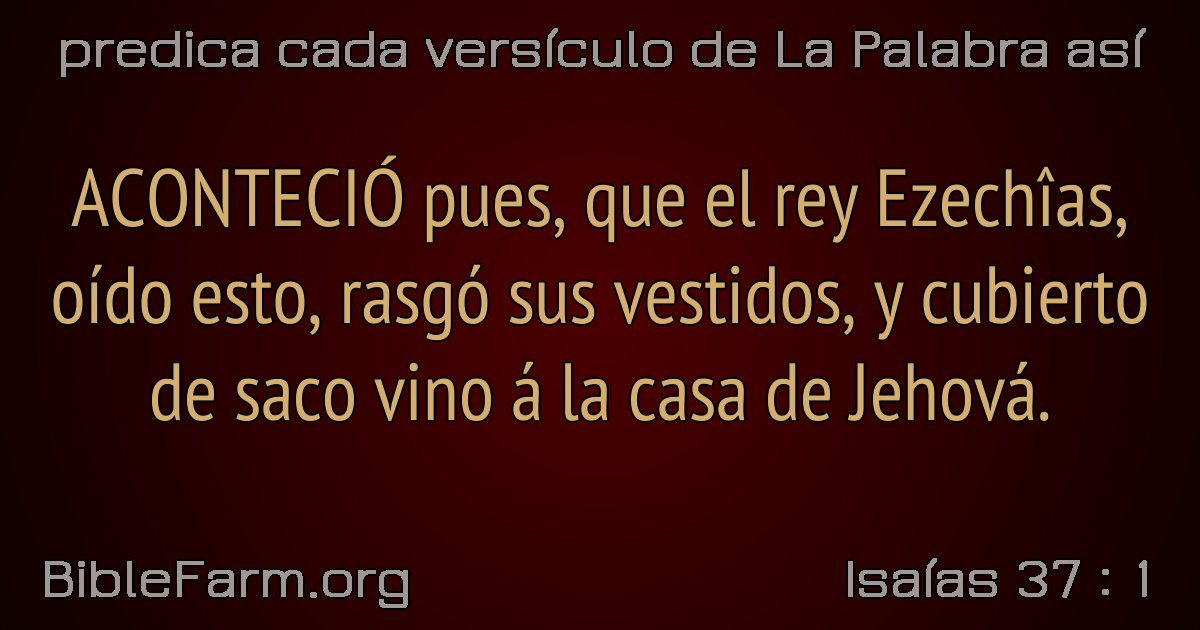 predica cada versículo de La Palabra así
ACONTECIÓ pues, que el rey Ezechîas,
oído esto, rasgó sus vestidos, y cubierto
de saco vino á la casa de Jehová.
BibleFarm.org
Isaías 37 : 1